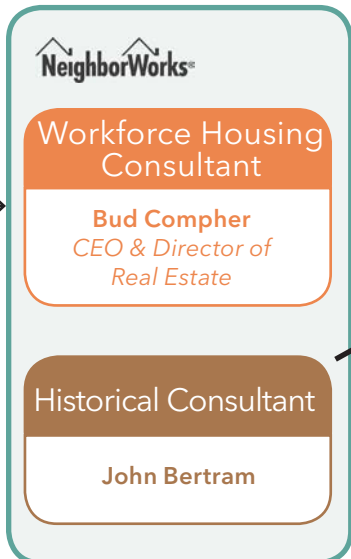 NeighborWorks®
Workforce Housing
Consultant
Bud Compher
CEO & Director of
Real Estate
Historical Consultant
John Bertram